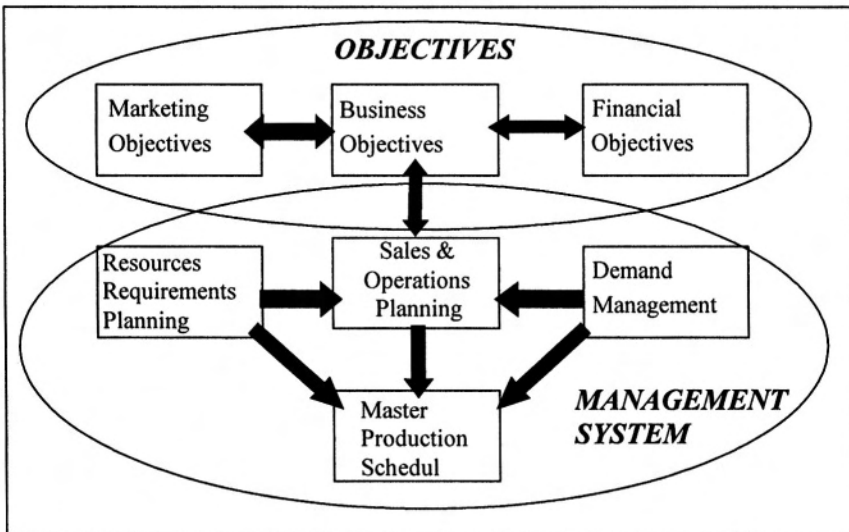 OBJECTIVES
Marketing
Objectives
Business
Objectives
Financial
Objectives
Resources
Requirements
Planning
Sales &
Operations
Planning
Demand
Management
Master
Production
Schedul
MANAGEMENT
SYSTEM